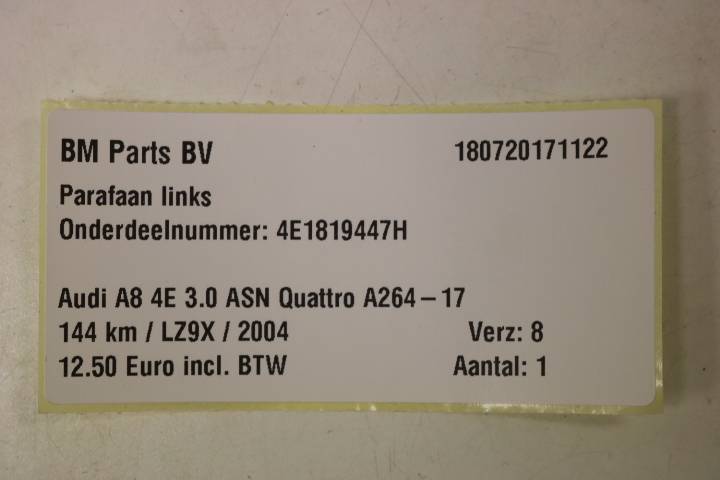 BM Parts BV 180720171122
Parafaan links
Onderdeelnummer: 4E1819447H
Audi A8 4E 3.0 ASN Quattro A264 – 17
144 km / LZ9X / 2004 Verz: 8
12.50 Euro incl. BTW Aantal: 1